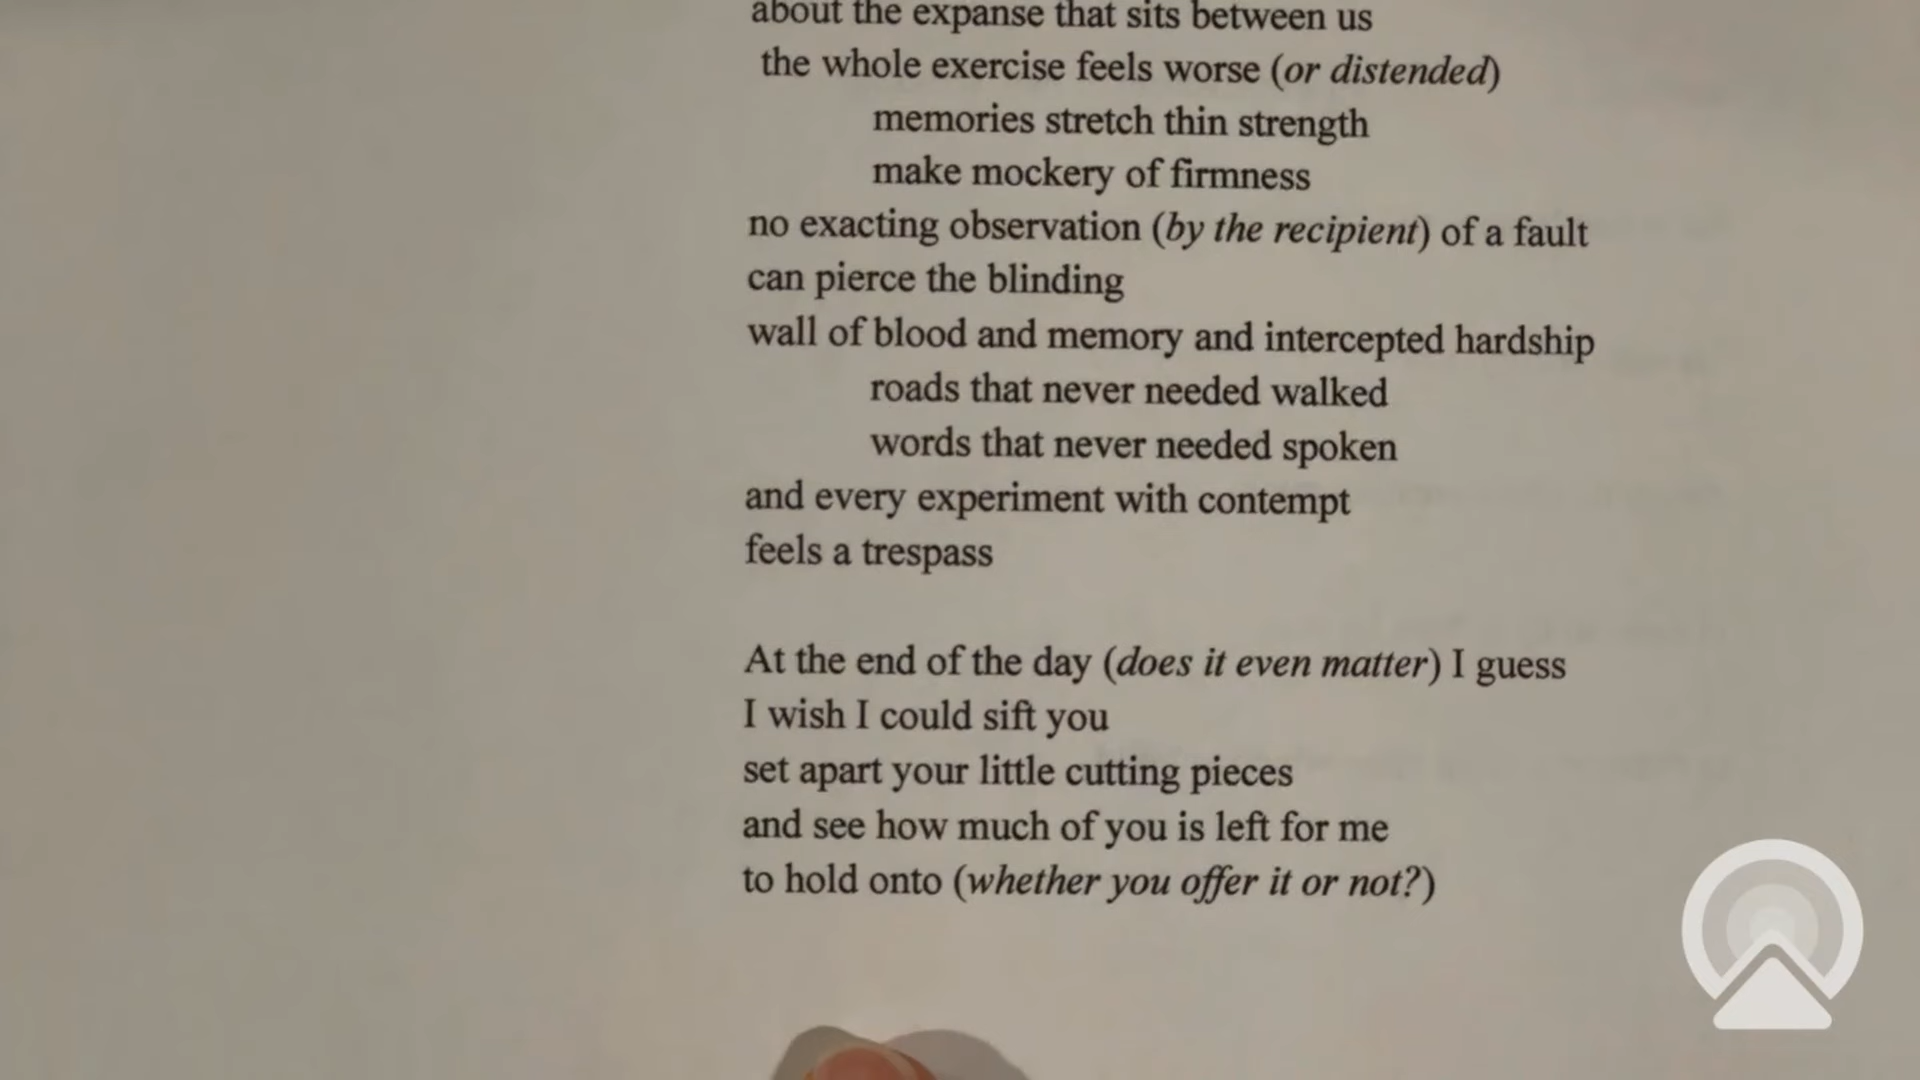 about the expanse that sits between us
the whole exercise feels worse (or distended)
memories stretch thin strength
make mockery of firmness
no exacting observation (by the recipient) of a fault
can pierce the blinding
wall of blood and memory and intercepted hardship
roads that never needed walked
words that never needed spoken
and every experiment with contempt
feels a trespass
At the end of the day (does it even matter) I guess
I wish I could sift you
set apart your little cutting pieces
and see how much of you is left for me
to hold onto (whether you offer it or not?)